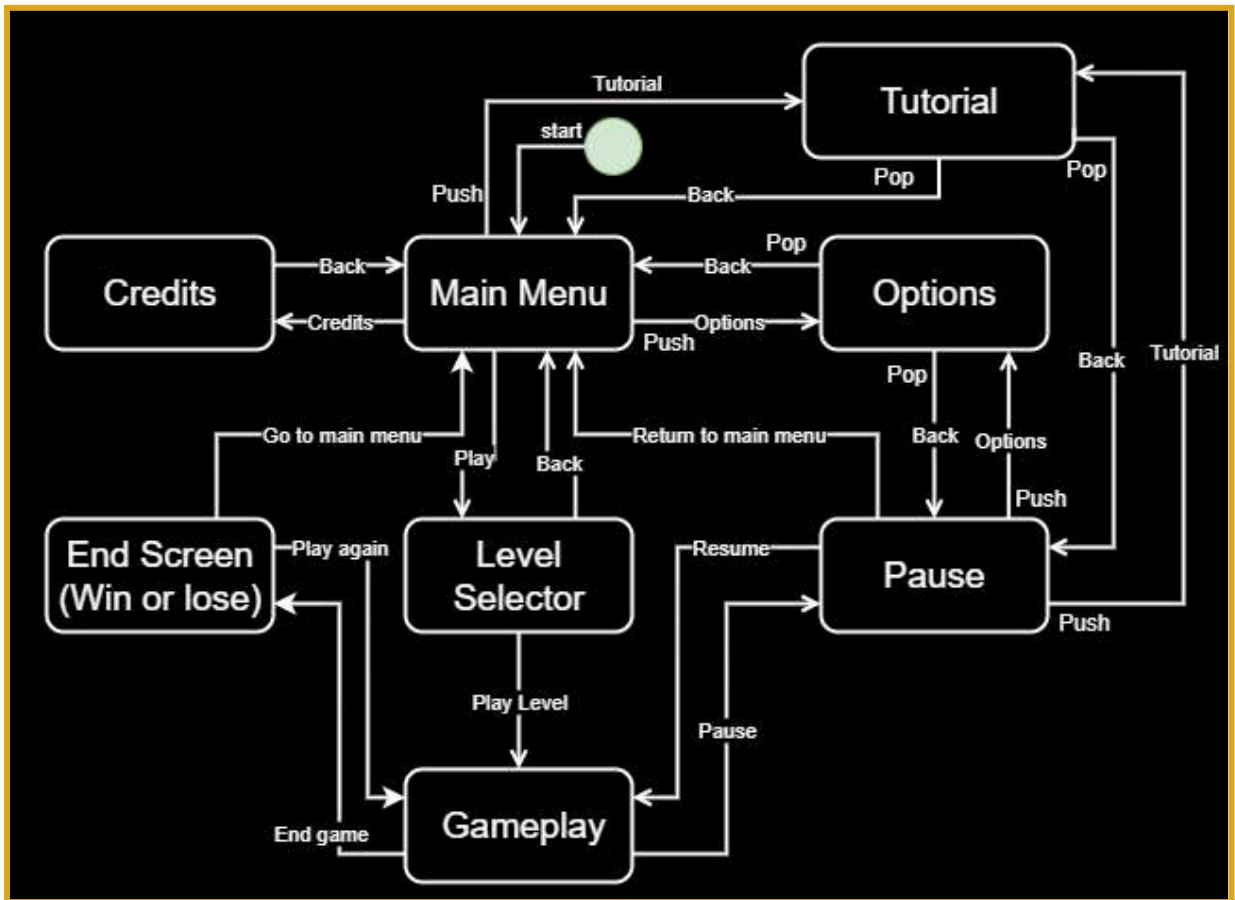 Tutorial
Tutorial
start
Pop
Pop
Push
Back
Pop
Back
Back
Credits
Main Menu
Options
Credits
Options
Push
Back
Tutorial
Pop
Go to main menu
Return to main menu
Back
Options
Play
Back
Push
End Screen
(Win or lose)
Play again
Level
Selector
Resume
Pause
Push
Play Level
Pause
Gameplay
End game